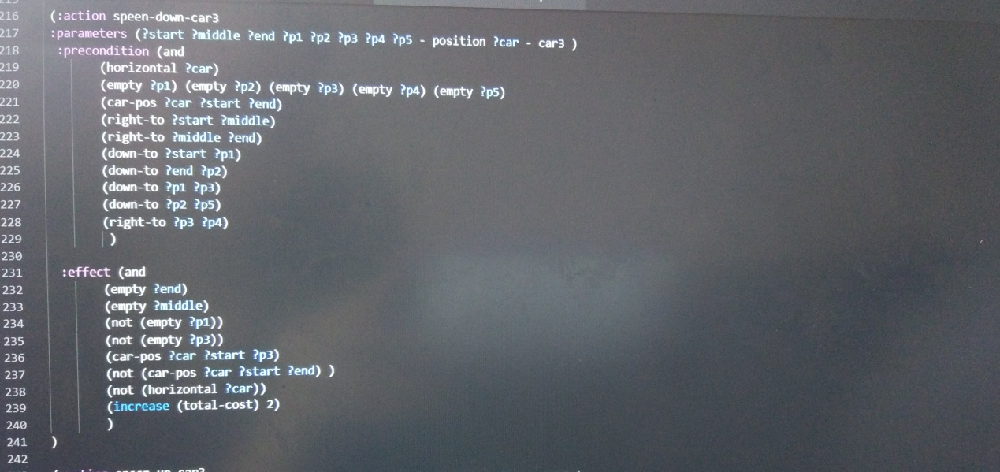 216 (:action speen-down-car3
217 :parameters (?start ?middle ?end ?p1 ?p2 ?p3 ?p4 ?p5 - position ?car - car3 )
218 :precondition (and
219 (horizontal ?car)
220 (empty ?p1) (empty ?p2) (empty ?p3) (empty ?p4) (empty ?p5)
221 (car-pos ?car ?start ?end)
222 (right-to ?start ?middle)
223 (right-to ?middle ?end)
224 (down-to ?start ?p1)
225 (down-to ?end ?p2)
226 (down-to ?p1 ?p3)
227 (down-to ?p2 ?p5)
228 (right-to ?p3 ?p4)
229 )
230
231 :effect (and
232 (empty ?end)
233 (empty ?middle)
234 (not (empty ?p1))
235 (not (empty ?p3))
236 (car-pos ?car ?start ?p3)
237 (not (car-pos ?car ?start ?end) )
238 (not (horizontal ?car))
239 (increase (total-cost) 2)
240 )
241 )
242